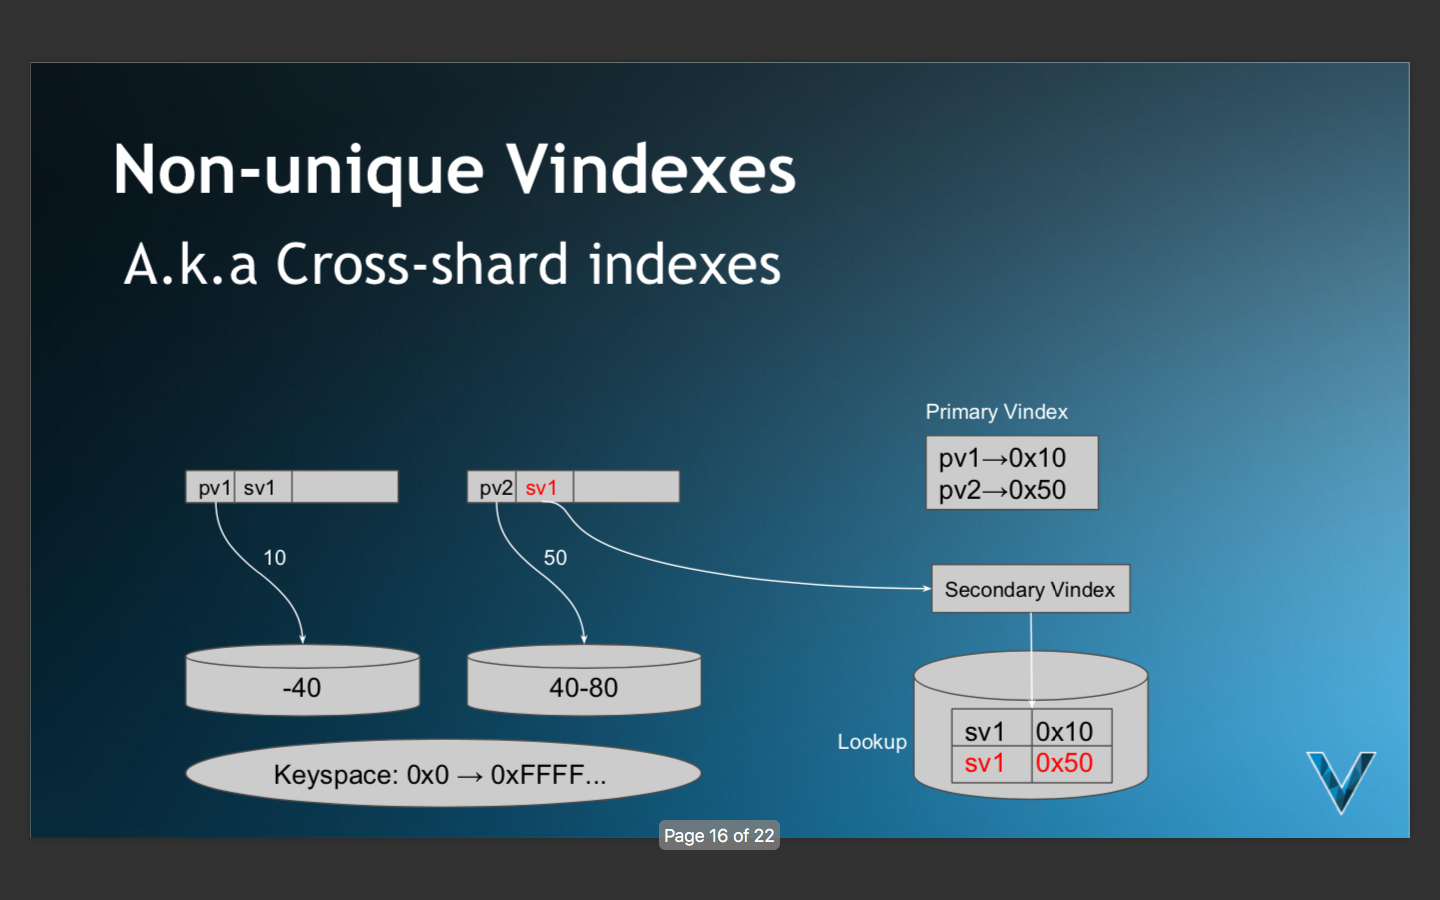 Non-unique Vindexes
A.k.a Cross-shard indexes
Primary Vindex
pv1→0x10
pv2→0x50
pv1 sv1
pv2 sv1
10
50
Secondary Vindex
-40
40-80
Lookup
sv1 0x10
sv1 0x50
Keyspace: 0x0 → 0xFFFF...
Page 16 of 22